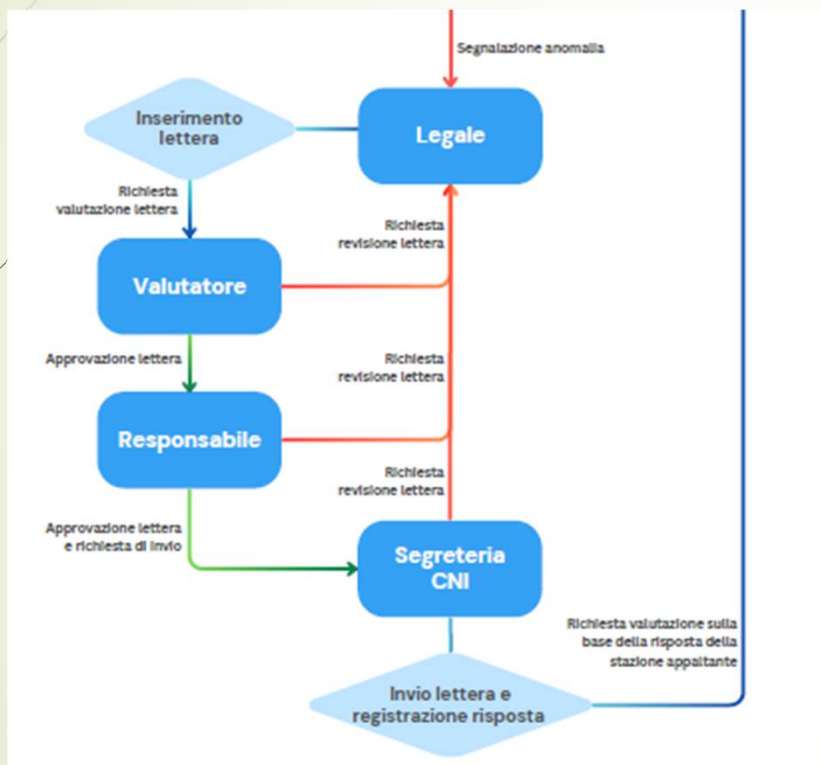 Segnalazione anomalia
Inserimento
lettera
Legale
Richiesta
valutazione lettera
Richiesta
revisione lettera
Valutatore
Approvazione lettera
Richiesta
revisione lettera
Responsabile
Richiesta
revisione lettera
Approvazione lettera
e richiesta di invio
Segreteria
CNI
Richiesta valutazione sulla
base della risposta della
stazione appaltante
Invio lettera e
registrazione risposta